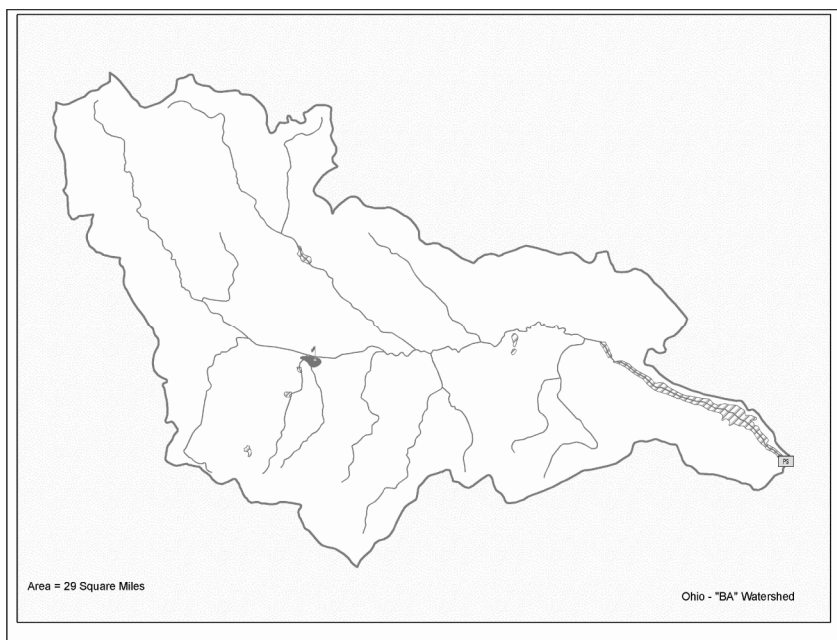 PS
Area = 29 Square Miles
Ohio - "BA" Watershed